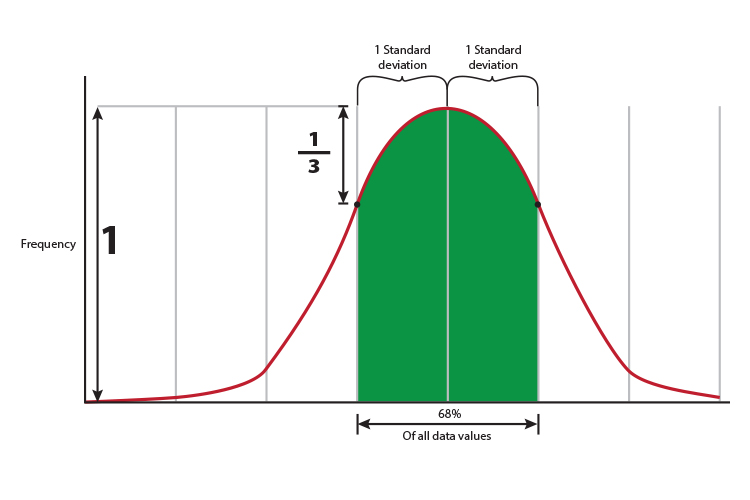 1 Standard
deviation
1 Standard
deviation
1
3
1
Frequency
68%
Of all data values